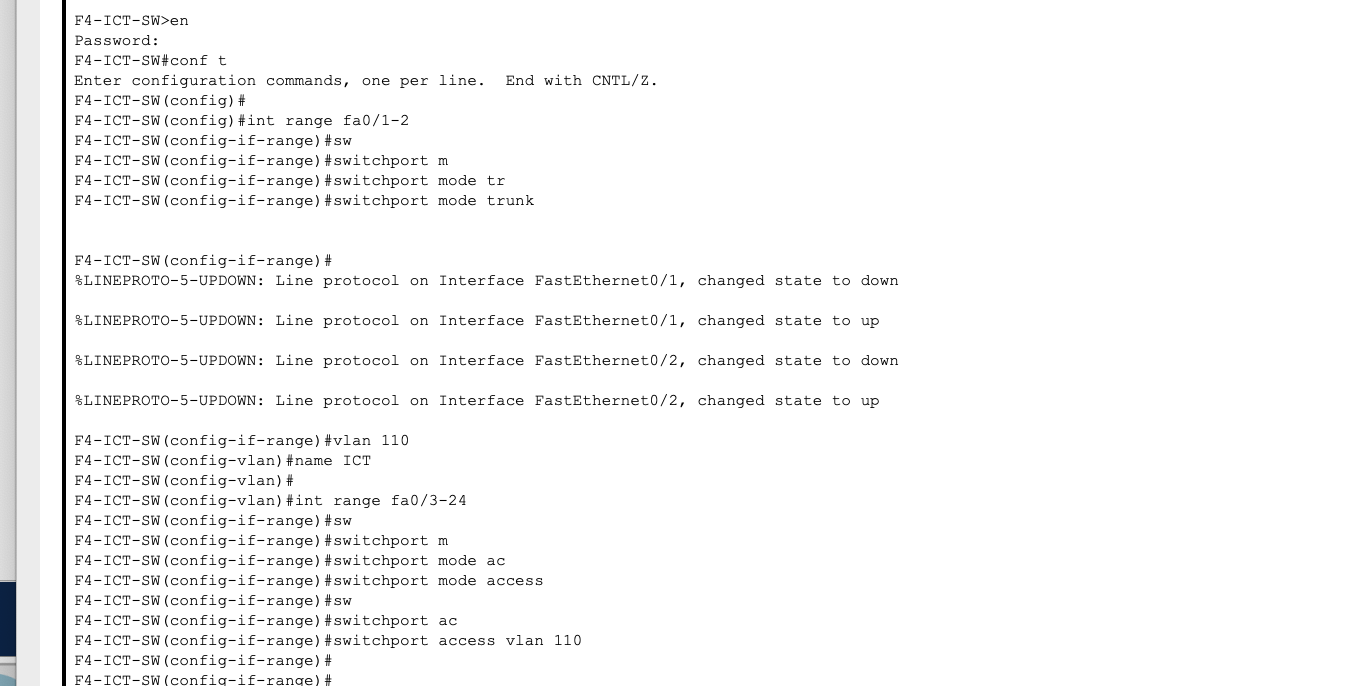 F4-ICT-SW>en
Password:
F4-ICT-SW#conf t
Enter configuration commands, one per line.  End with CNTL/Z.
F4-ICT-SW(config)#
F4-ICT-SW(config)#int range fa0/1-2
F4-ICT-SW(config-if-range)#sw
F4-ICT-SW(config-if-range)#switchport m
F4-ICT-SW(config-if-range)#switchport mode tr
F4-ICT-SW(config-if-range)#switchport mode trunk
F4-ICT-SW(config-if-range)#
%LINEPROTO-5-UPDOWN: Line protocol on Interface FastEthernet0/1, changed state to down
%LINEPROTO-5-UPDOWN: Line protocol on Interface FastEthernet0/1, changed state to up
%LINEPROTO-5-UPDOWN: Line protocol on Interface FastEthernet0/2, changed state to down
%LINEPROTO-5-UPDOWN: Line protocol on Interface FastEthernet0/2, changed state to up
F4-ICT-SW(config-if-range)#vlan 110
F4-ICT-SW(config-vlan)#name ICT
F4-ICT-SW(config-vlan)#
F4-ICT-SW(config-vlan)#int range fa0/3-24
F4-ICT-SW(config-if-range)#sw
F4-ICT-SW(config-if-range)#switchport m
F4-ICT-SW(config-if-range)#switchport mode ac
F4-ICT-SW(config-if-range)#switchport mode access
F4-ICT-SW(config-if-range)#sw
F4-ICT-SW(config-if-range)#switchport ac
F4-ICT-SW(config-if-range)#switchport access vlan 110
F4-ICT-SW(config-if-range)#
F4-ICT-SW(config-if-range)#